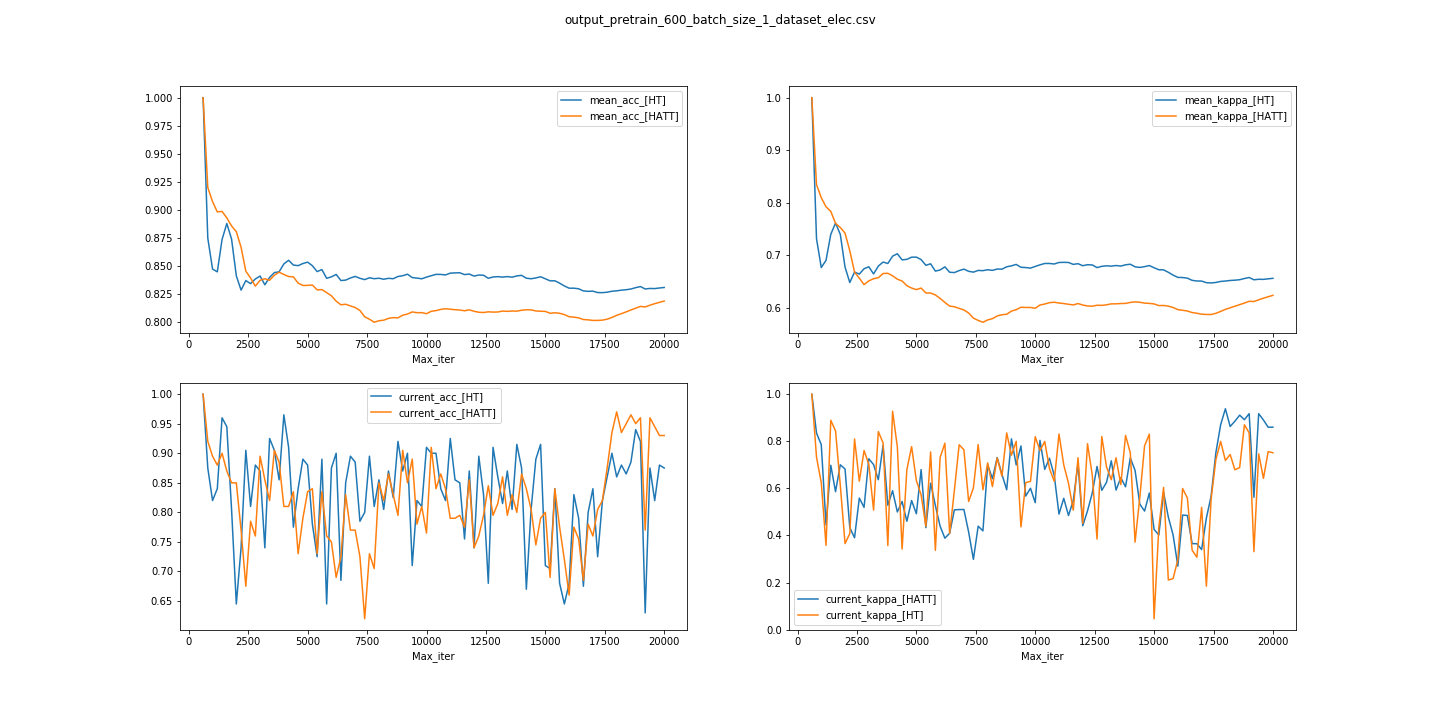 output_pretrain_600_batch_size_1_dataset_elec.csv
mean_acc_[HT]
mean_acc_[HATT]
1.000
0.975
0.950
0.925
0.900
0.875
0.850
0.825
0.800
0 2500 5000 7500 10000 12500 15000 17500 20000
Max_iter
mean_kappa_[HT]
mean_kappa_[HATT]
1.0
0.9
0.8
0.7
0.6
0 2500 5000 7500 10000 12500 15000 17500 20000
Max_iter
current_acc_[HT]
current_acc_[HATT]
1.00
0.95
0.90
0.85
0.80
0.75
0.70
0.65
0 2500 5000 7500 10000 12500 15000 17500 20000
Max_iter
1.0
0.8
0.6
0.4
0.2
0.0
current_kappa_[HATT]
current_kappa_[HT]
0 2500 5000 7500 10000 12500 15000 17500 20000
Max_iter